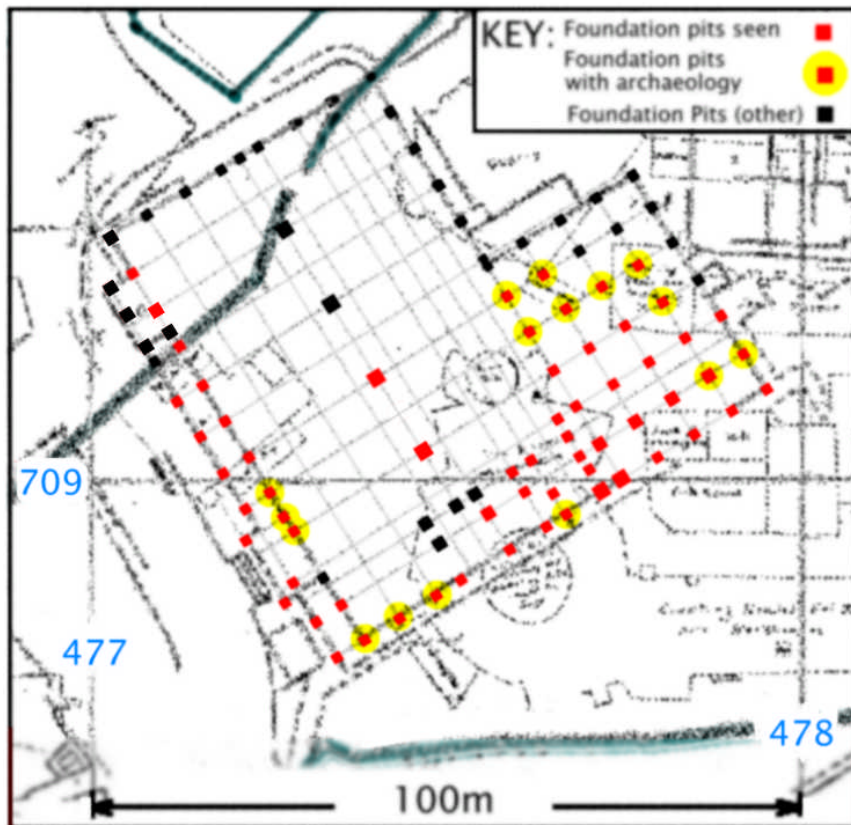 KEY: Foundation pits seen
Foundation pits
with archaeology
Foundation Pits (other)
709
477
478
100m